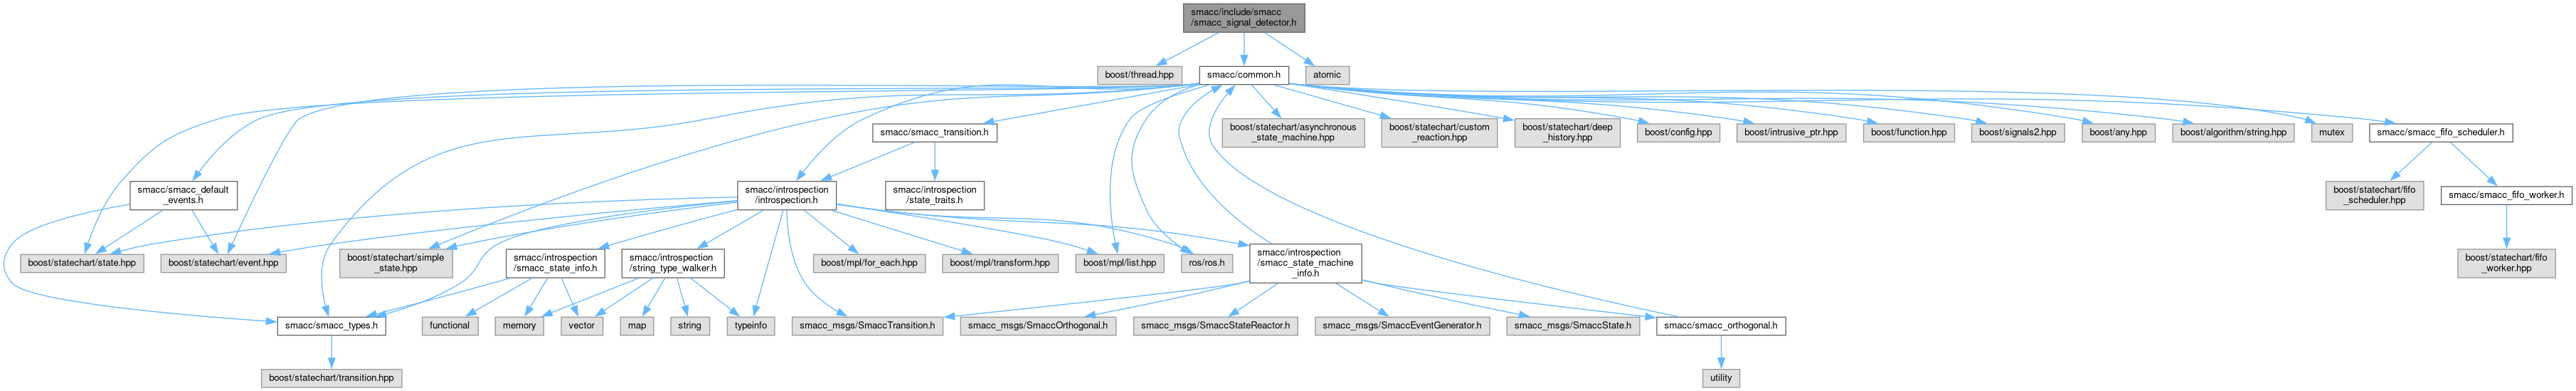 smacc/include/smacc
/smacc_signal_detector.h
boost/thread.hpp
smacc/common.h
atomic
smacc/smacc_transition.h
boost/statechart/asynchronous
_state_machine.hpp
boost/statechart/custom
_reaction.hpp
boost/statechart/deep
_history.hpp
boost/config.hpp
boost/intrusive_ptr.hpp
boost/function.hpp
boost/signals2.hpp
boost/any.hpp
boost/algorithm/string.hpp
mutex
smacc/smacc_fifo_scheduler.h
smacc/smacc_default
_events.h
smacc/introspection
/introspection.h
smacc/introspection
/state_traits.h
boost/statechart/fifo
_scheduler.hpp
smacc/smacc_fifo_worker.h
boost/statechart/state.hpp
boost/statechart/event.hpp
boost/statechart/simple
_state.hpp
smacc/introspection
/smacc_state_info.h
smacc/introspection
/string_type_walker.h
boost/mpl/for_each.hpp
boost/mpl/transform.hpp
boost/mpl/list.hpp
ros/ros.h
smacc/introspection
/smacc_state_machine
_info.h
boost/statechart/fifo
_worker.hpp
smacc/smacc_types.h
functional
memory
vector
map
string
typeinfo
smacc_msgs/SmaccTransition.h
smacc_msgs/SmaccOrthogonal.h
smacc_msgs/SmaccStateReactor.h
smacc_msgs/SmaccEventGenerator.h
smacc_msgs/SmaccState.h
smacc/smacc_orthogonal.h
boost/statechart/transition.hpp
utility